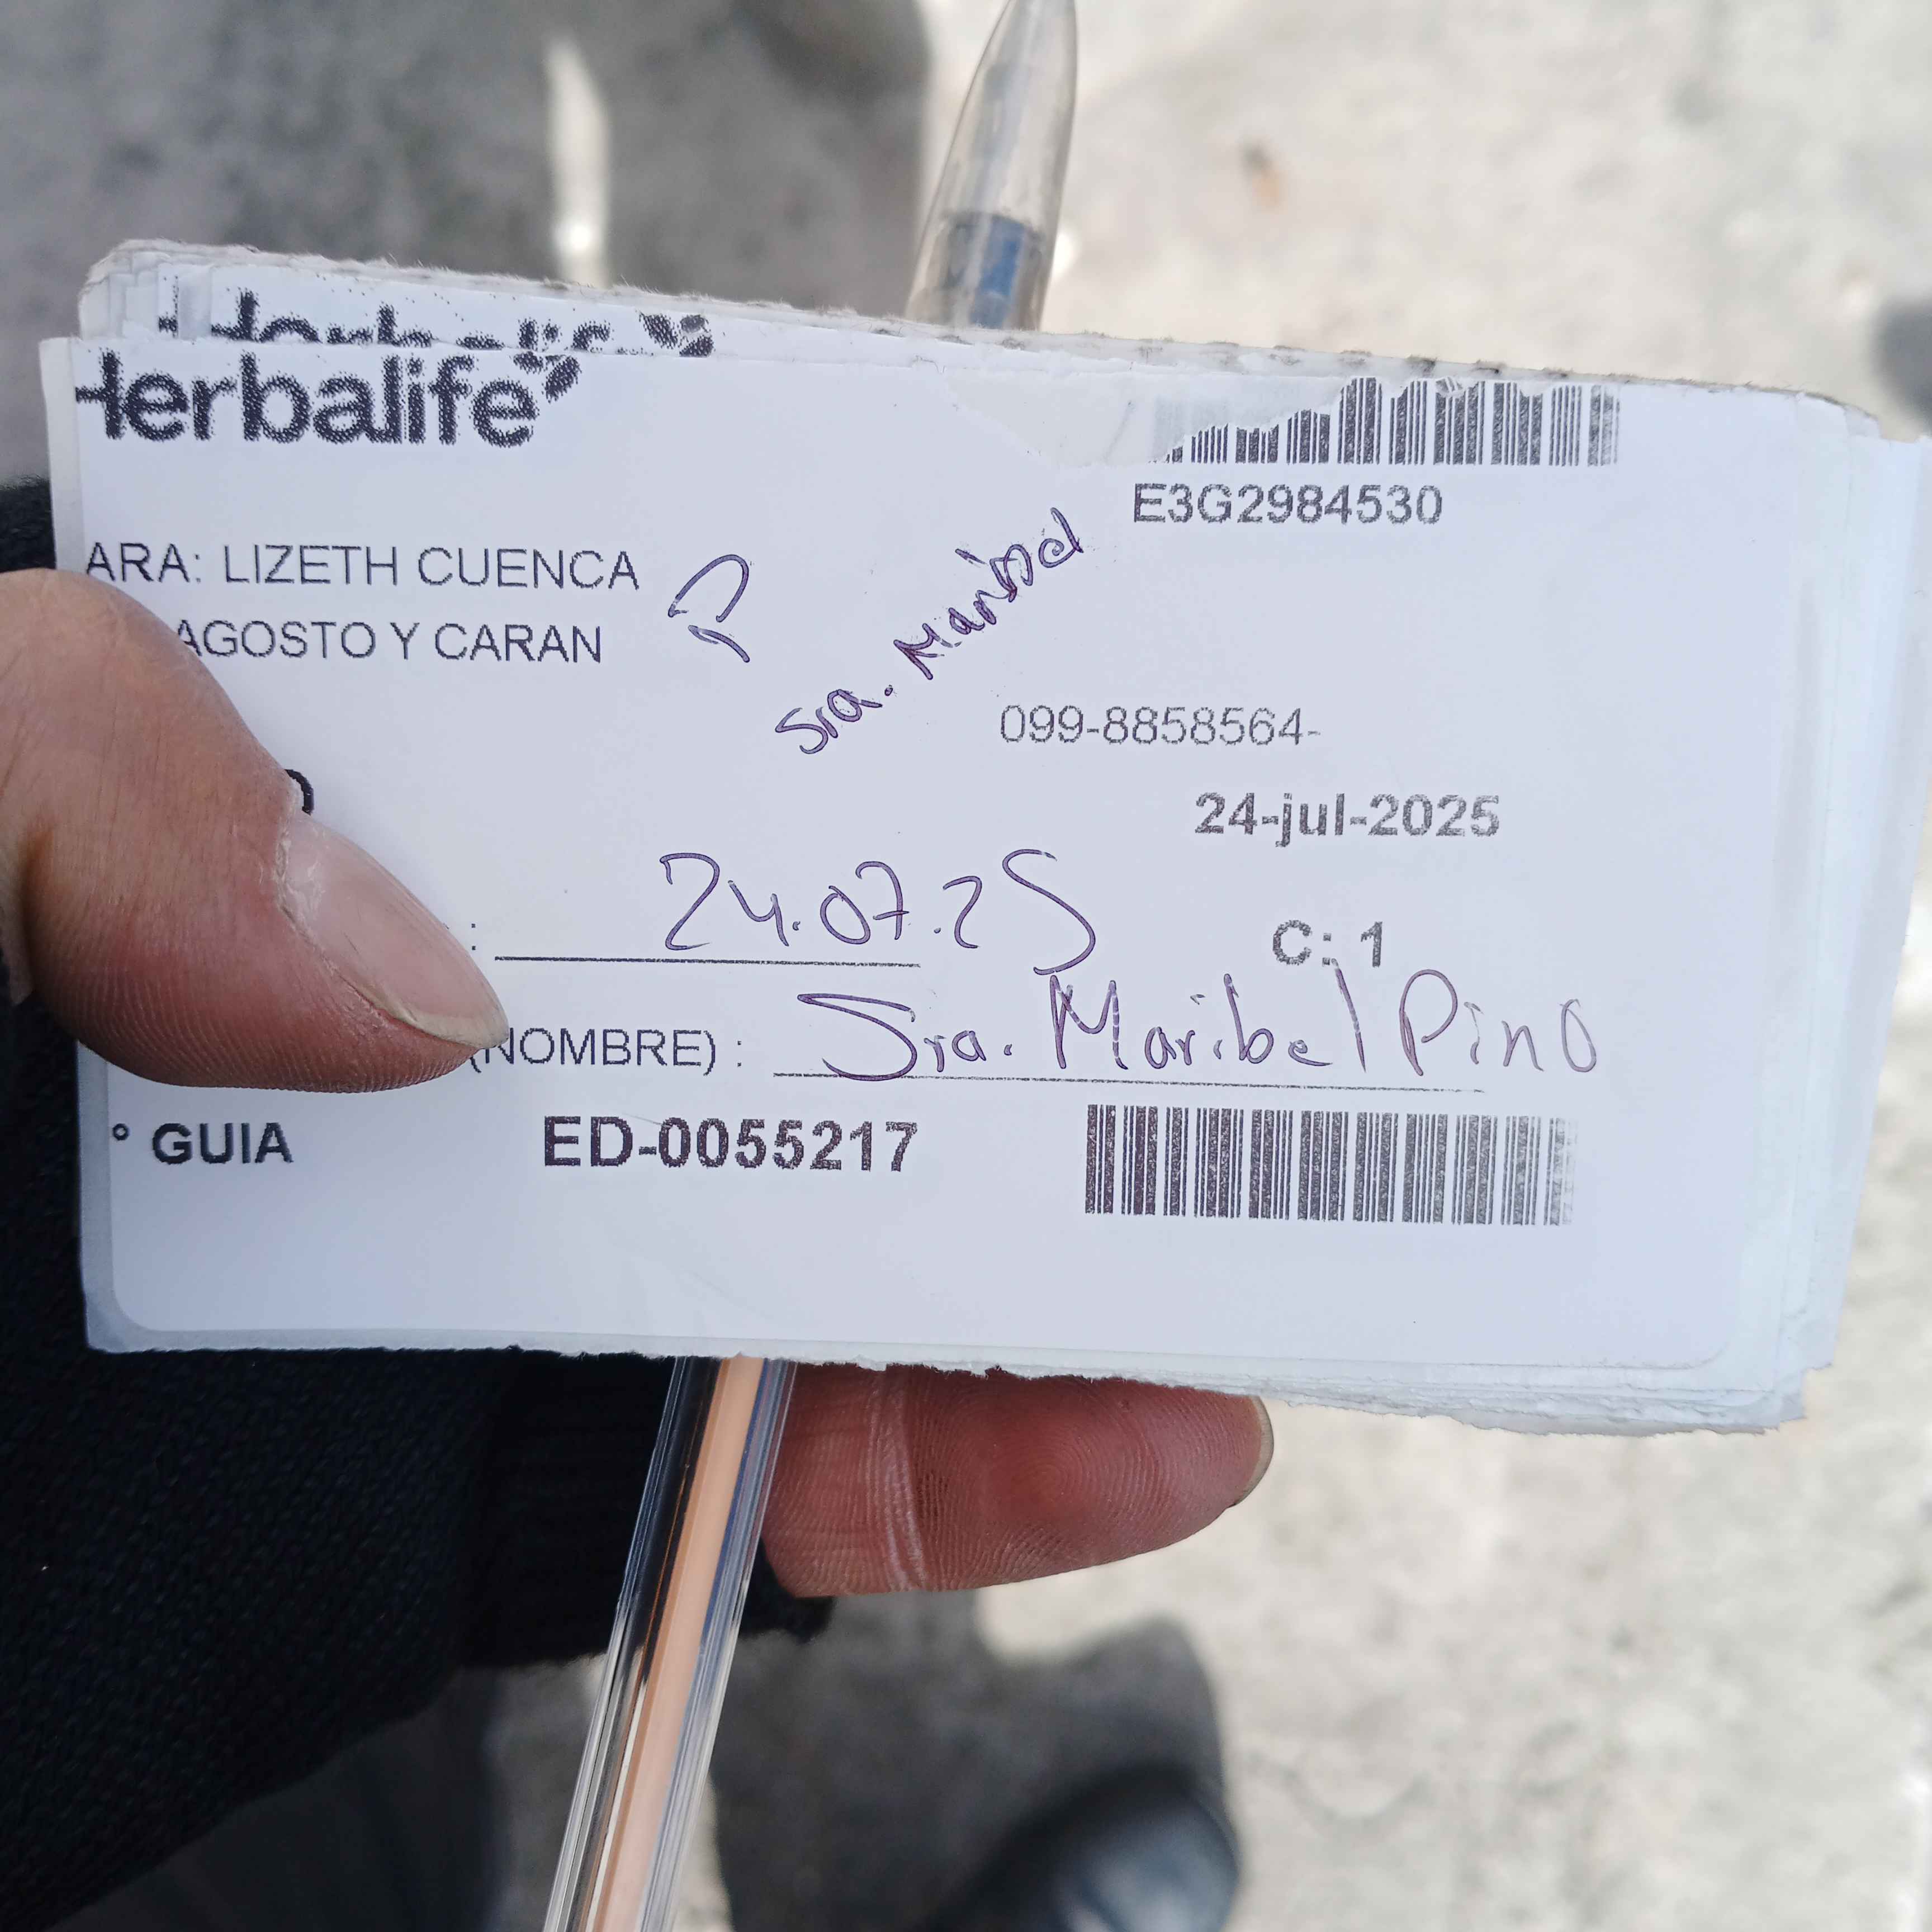 Herbalife
E3G2984530
ARA: LIZETH CUENCA
AGOSTO Y CARAN
P
Sra. Maribel
099-8858564-
24-jul-2025
: 24.07.25
C: 1
(NOMBRE) : Sra. Maribel Pino
° GUIA ED-0055217